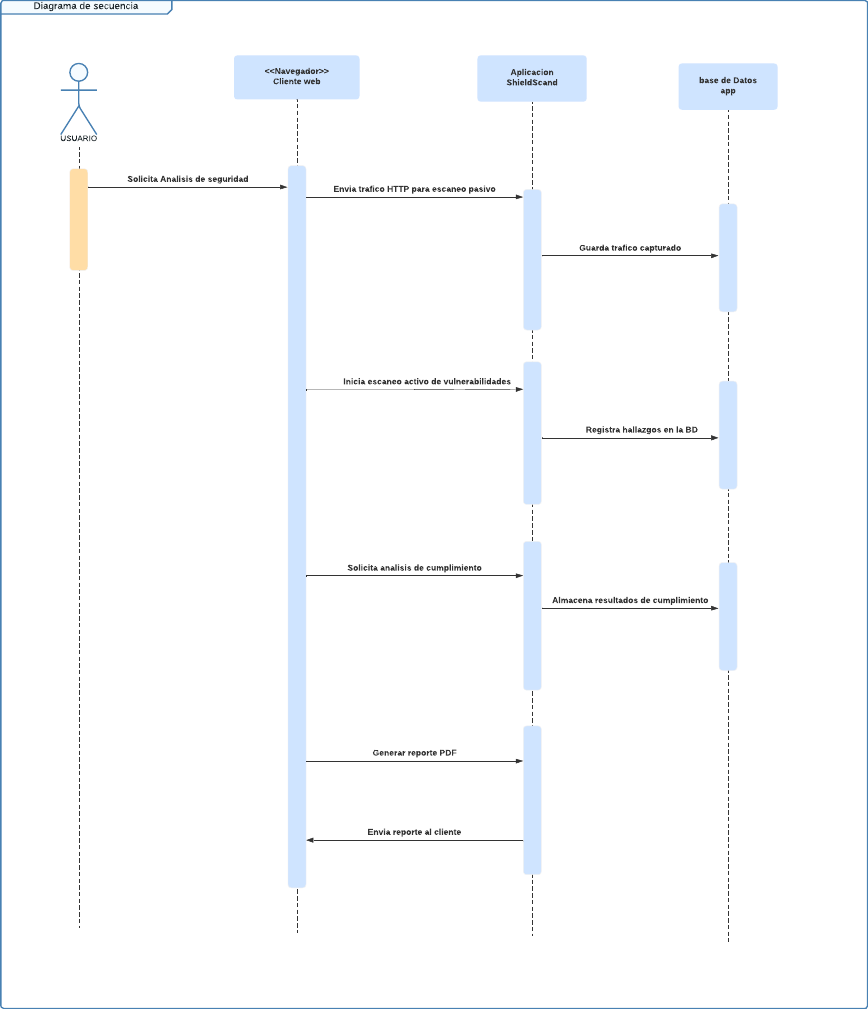 Diagrama de secuencia
<<Navegador>>
Cliente web
Aplicacion
ShieldScand
base de Datos
app
USUARIO
Solicita Analisis de seguridad
Envia trafico HTTP para escaneo pasivo
Guarda trafico capturado
Inicia escaneo activo de vulnerabilidades
Registra hallazgos en la BD
Solicita analisis de cumplimiento
Almacena resultados de cumplimiento
Generar reporte PDF
Envia reporte al cliente